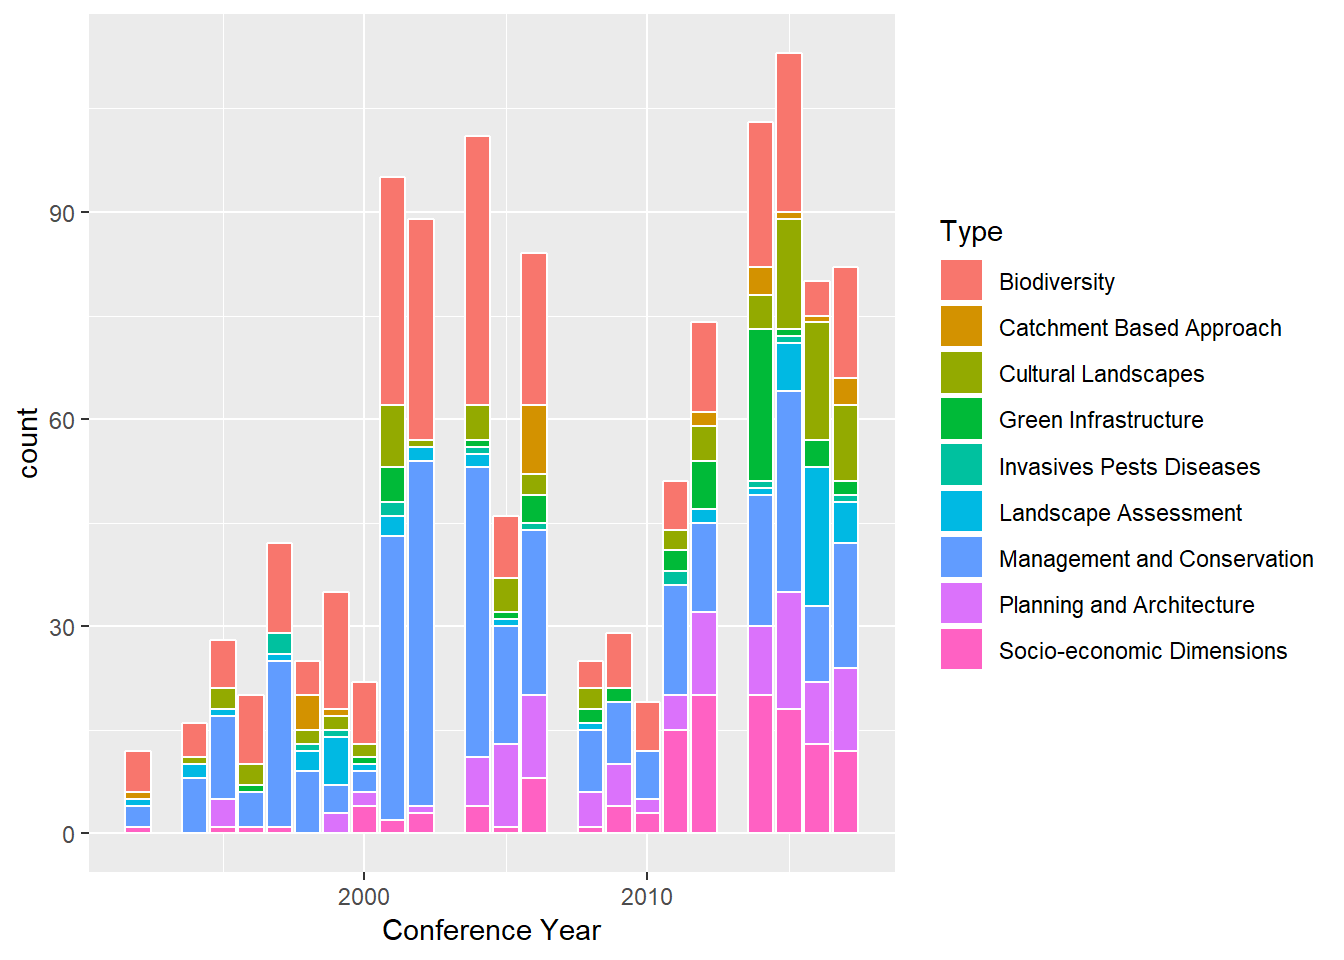 90
60
30
0
count
2000
2010
Conference Year
Type
Biodiversity
Catchment Based Approach
Cultural Landscapes
Green Infrastructure
Invasives Pests Diseases
Landscape Assessment
Management and Conservation
Planning and Architecture
Socio-economic Dimensions